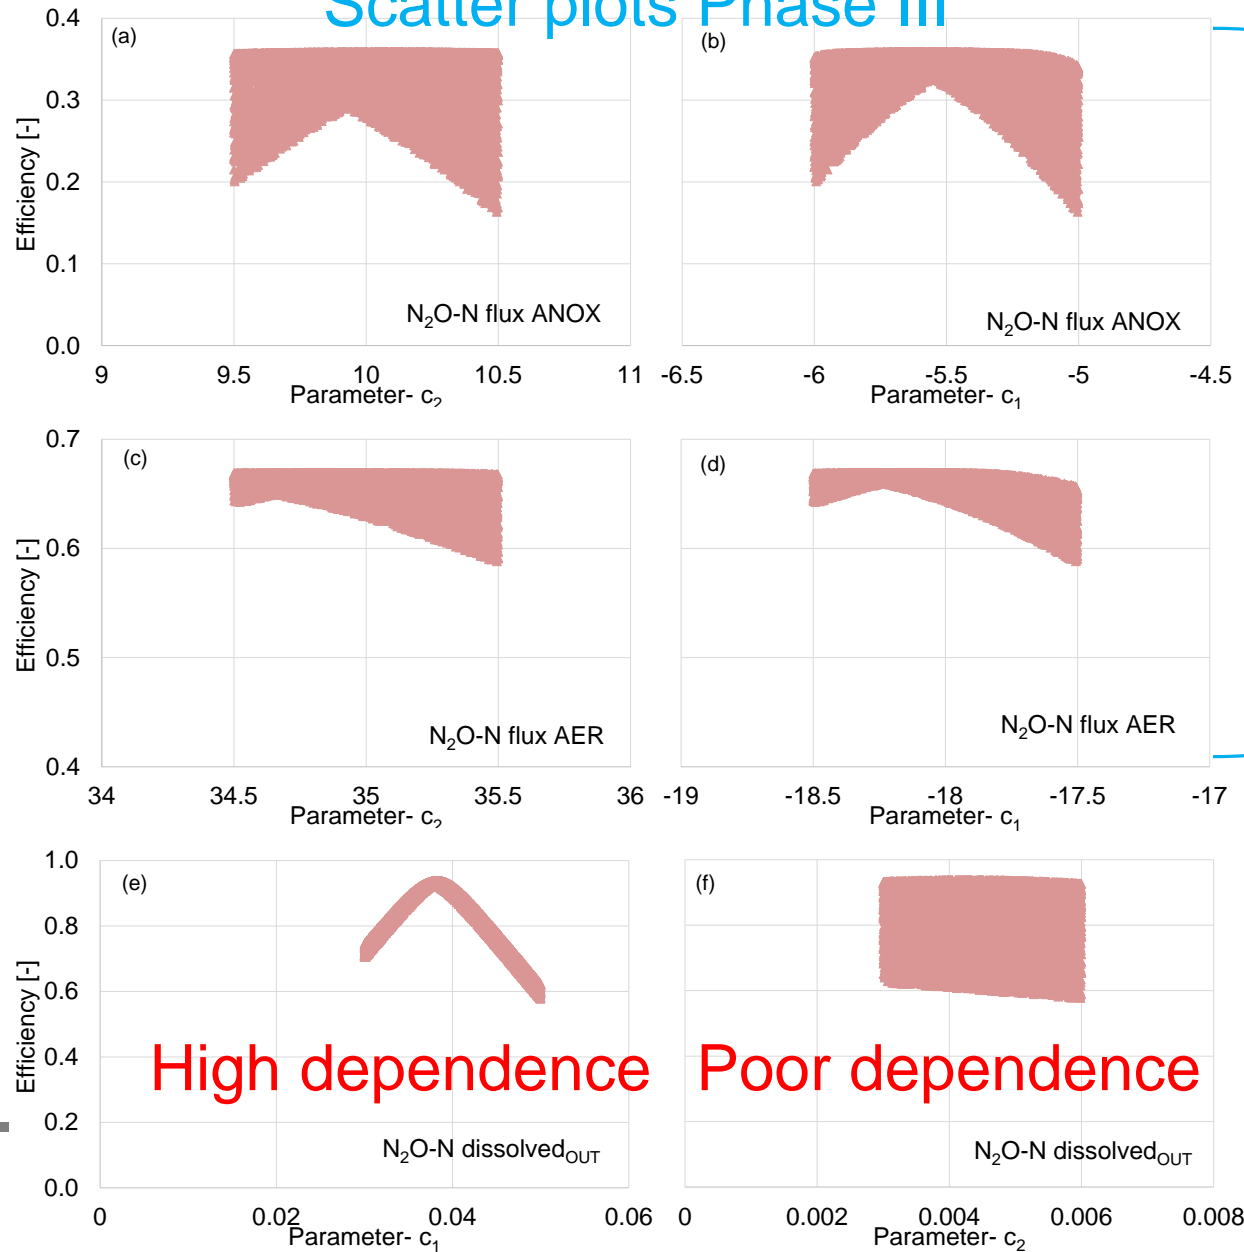 Scatter plots Phase III
(a)
0.4
0.3
0.2
0.1
0.0
Efficiency [-]
N₂O-N flux ANOX
9 9.5 10 10.5 11
Parameter- c₂
(b)
N₂O-N flux ANOX
-6.5 -6 -5.5 -5 -4.5
Parameter- c₁
(c)
0.7
0.6
0.5
0.4
Efficiency [-]
N₂O-N flux AER
34 34.5 35 35.5 36
Parameter- c₂
(d)
N₂O-N flux AER
-19 -18.5 -18 -17.5 -17
Parameter- c₁
(e)
1.0
0.8
0.6
0.4
0.2
0.0
Efficiency [-]
High dependence
N₂O-N dissolvedOUT
0 0.02 0.04 0.06
Parameter- c₁
(f)
Poor dependence
N₂O-N dissolvedOUT
0 0.002 0.004 0.006 0.008
Parameter- c₂